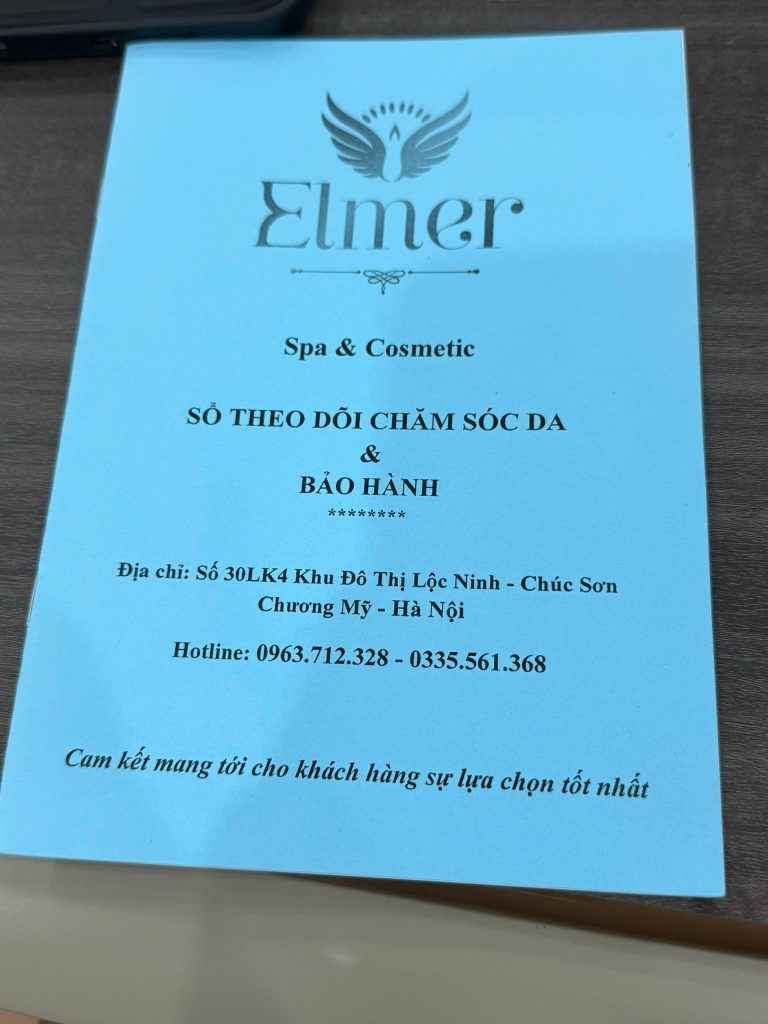 Elmer
Spa & Cosmetic
SỔ THEO DÕI CHĂM SÓC DA
&
BẢO HÀNH
********
Địa chỉ: Số 30LK4 Khu Đô Thị Lộc Ninh - Chúc Sơn
Chương Mỹ - Hà Nội
Hotline: 0963.712.328 - 0335.561.368
Cam kết mang tới cho khách hàng sự lựa chọn tốt nhất